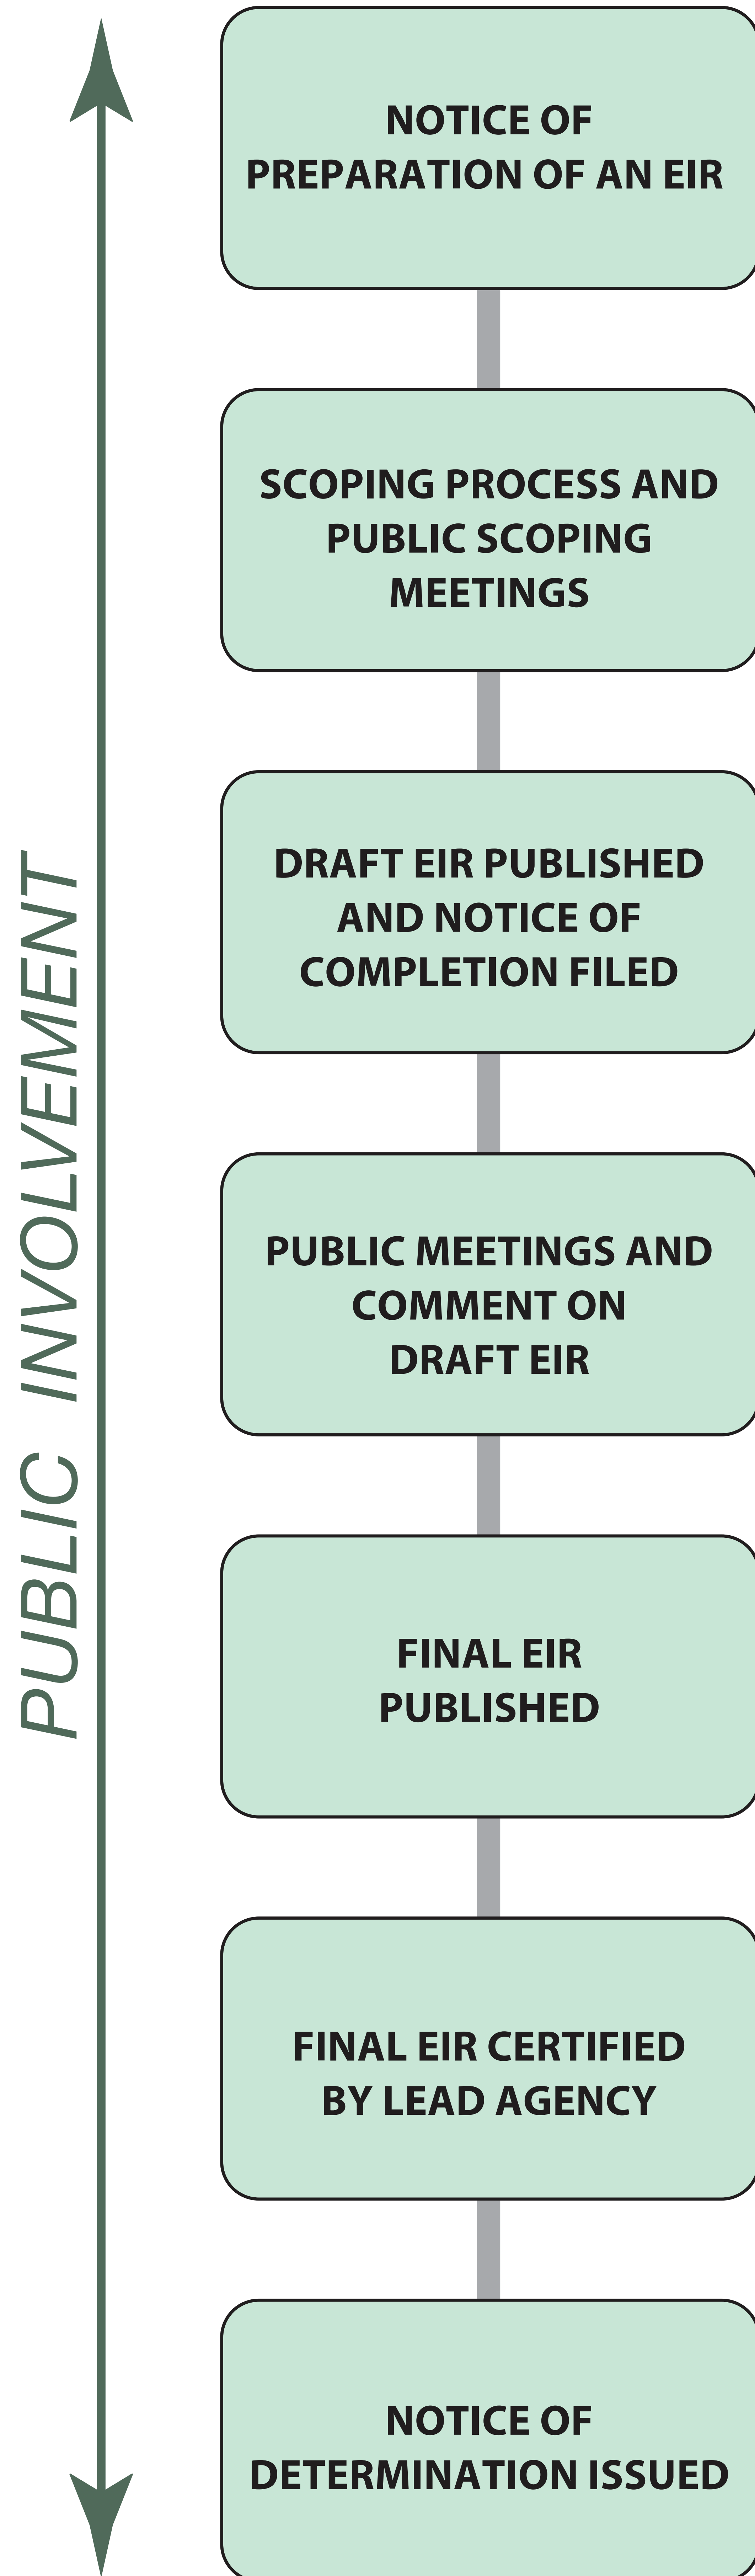 PUBLIC INVOLVEMENT
NOTICE OF
PREPARATION OF AN EIR
SCOPING PROCESS AND
PUBLIC SCOPING
MEETINGS
DRAFT EIR PUBLISHED
AND NOTICE OF
COMPLETION FILED
PUBLIC MEETINGS AND
COMMENT ON
DRAFT EIR
FINAL EIR
PUBLISHED
FINAL EIR CERTIFIED
BY LEAD AGENCY
NOTICE OF
DETERMINATION ISSUED